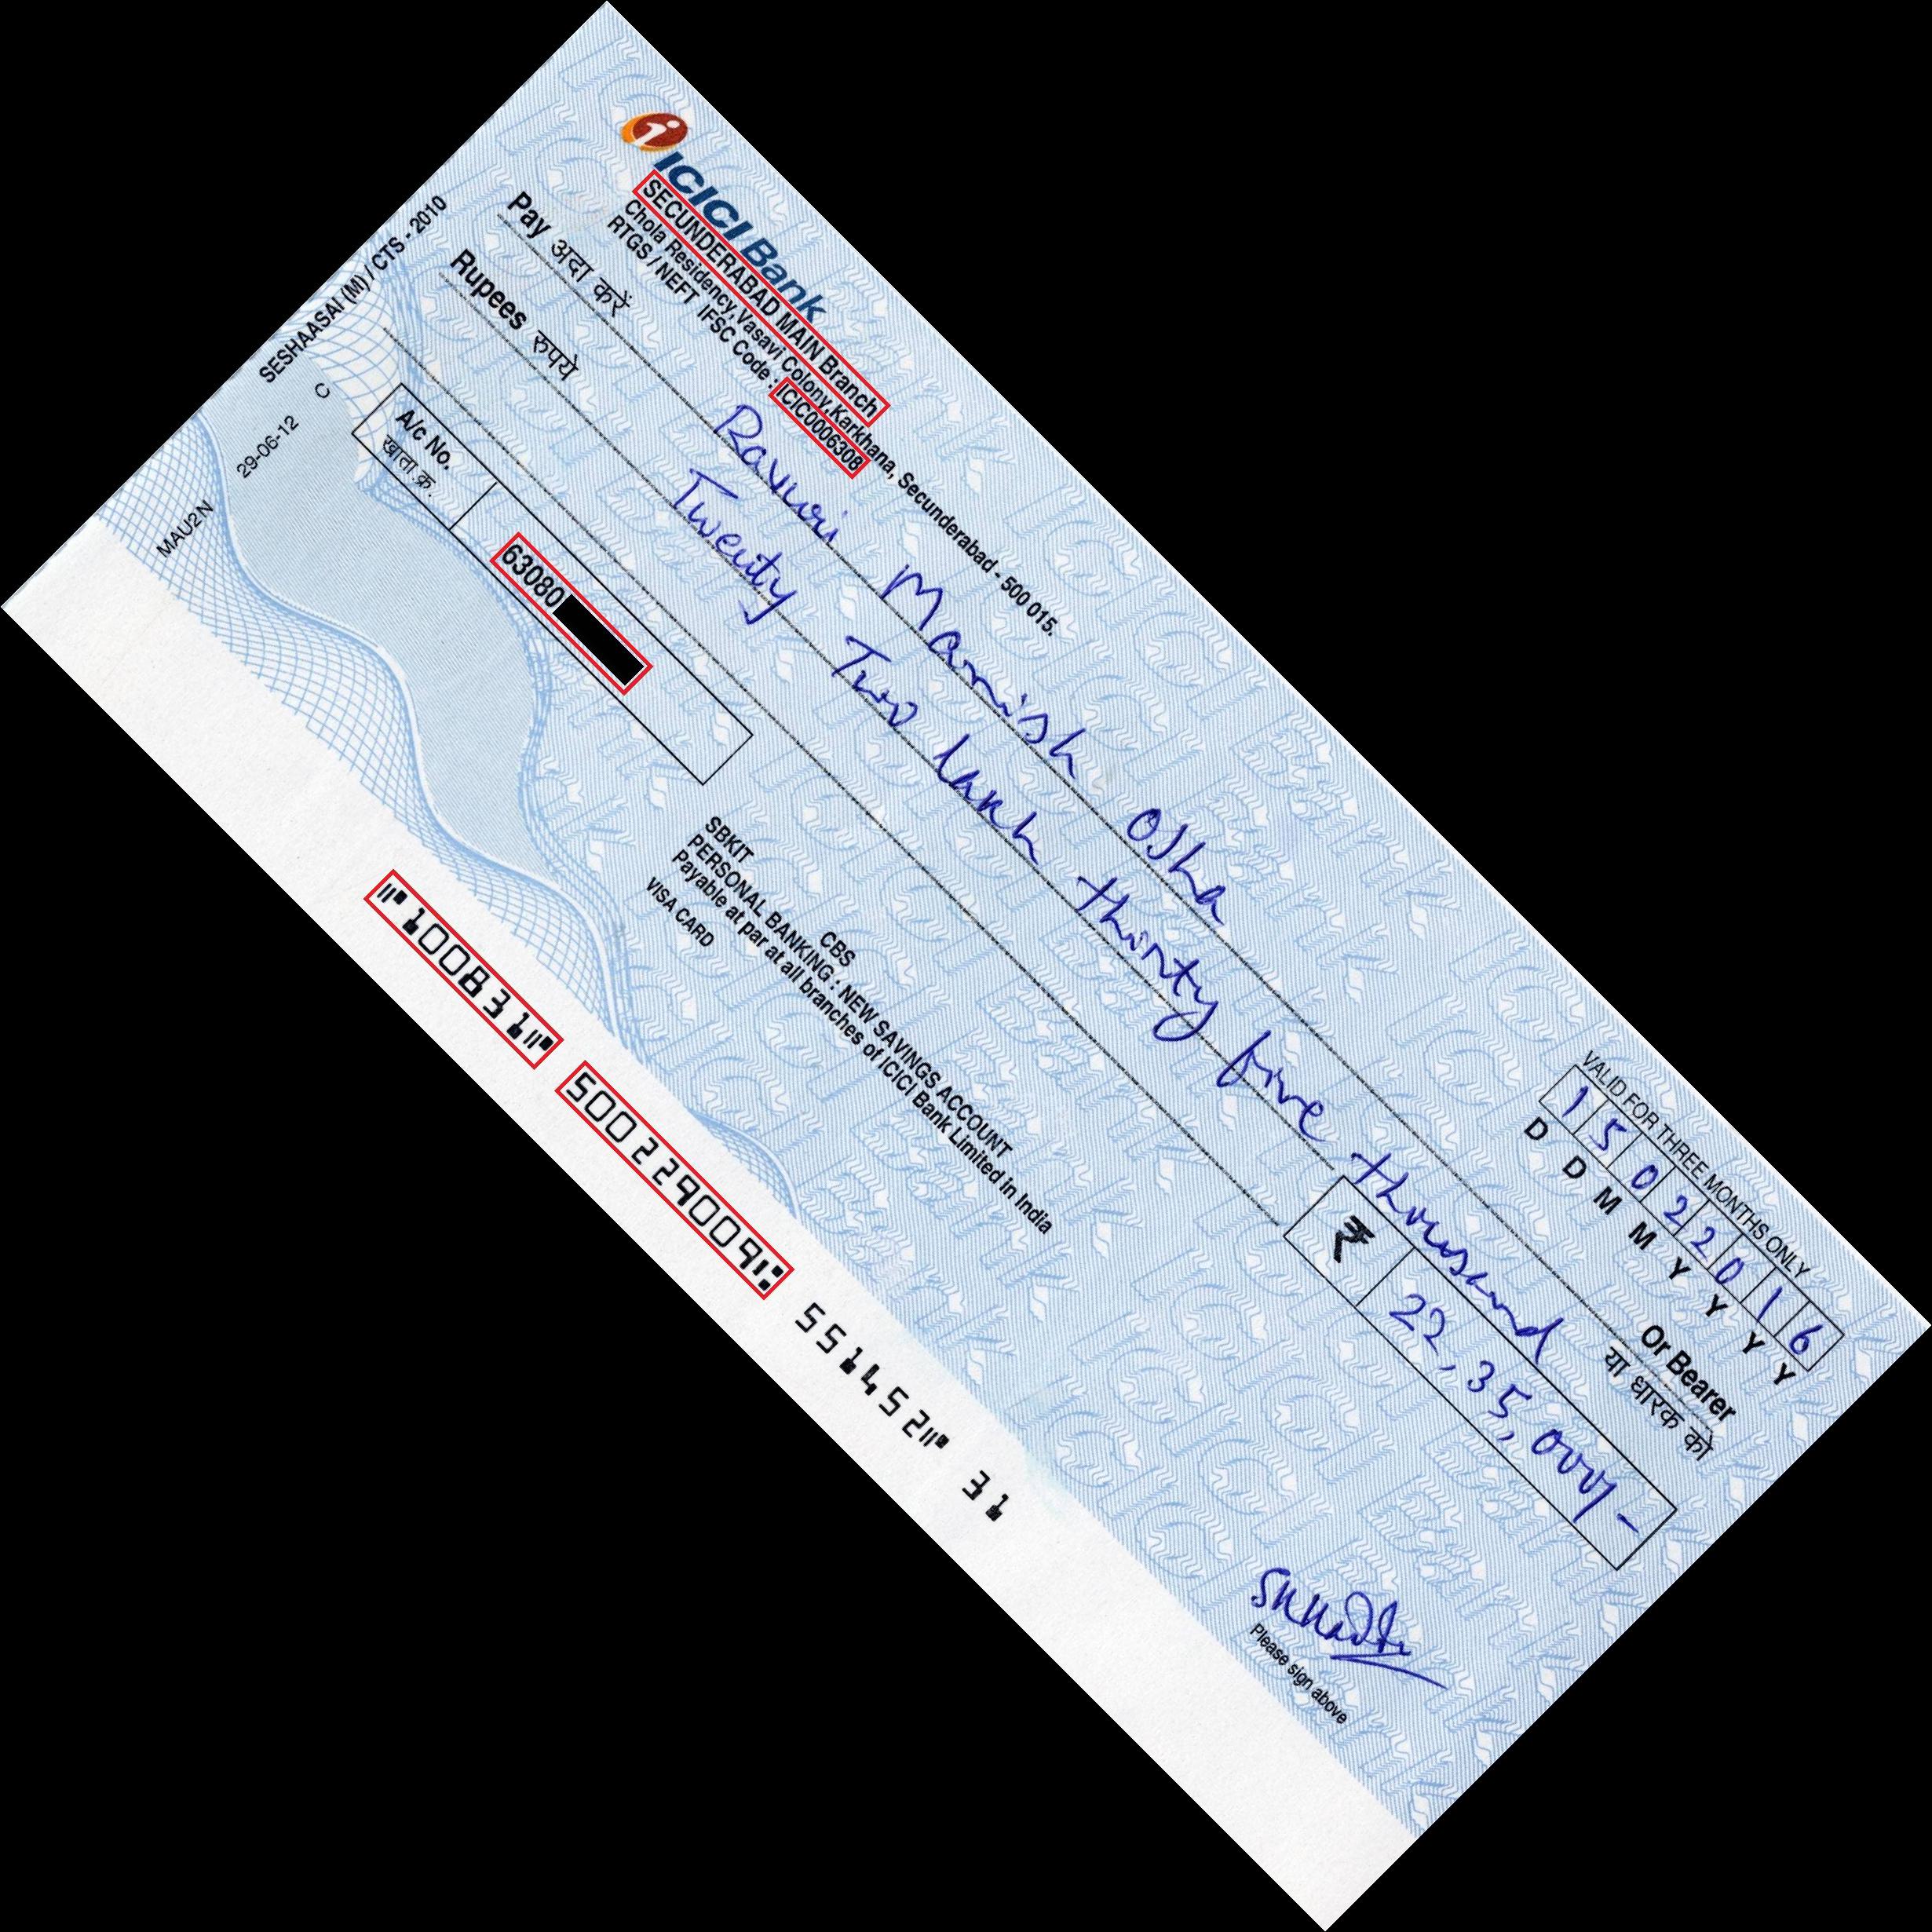 ICICI Bank
SECUNDERABAD MAIN Branch
Chola Residency, Vasavi Colony, Karkhana, Secunderabad - 500 015.
RTGS / NEFT IFSC Code : ICIC0006308
VALID FOR THREE MONTHS ONLY
1 5 0 2 2 0 1 6
D D M M Y Y Y Y
Pay अदा करे Ravuri Manish Osha Or Bearer
या धारक को
Rupees रुपये Twenty Two lakh thirty five thousand
₹ 22,35,000/-
A/c No.
खाता.क्र.
63080
SBKIT CBS
PERSONAL BANKING : NEW SAVINGS ACCOUNT
Payable at par at all branches of ICICI Bank Limited in India
VISA CARD
Please sign above
⑈100831⑈ 500229009⑆ 551452⑈ 31
SESHAASAI (M) / CTS - 2010
MAU2N 29-06-12 C